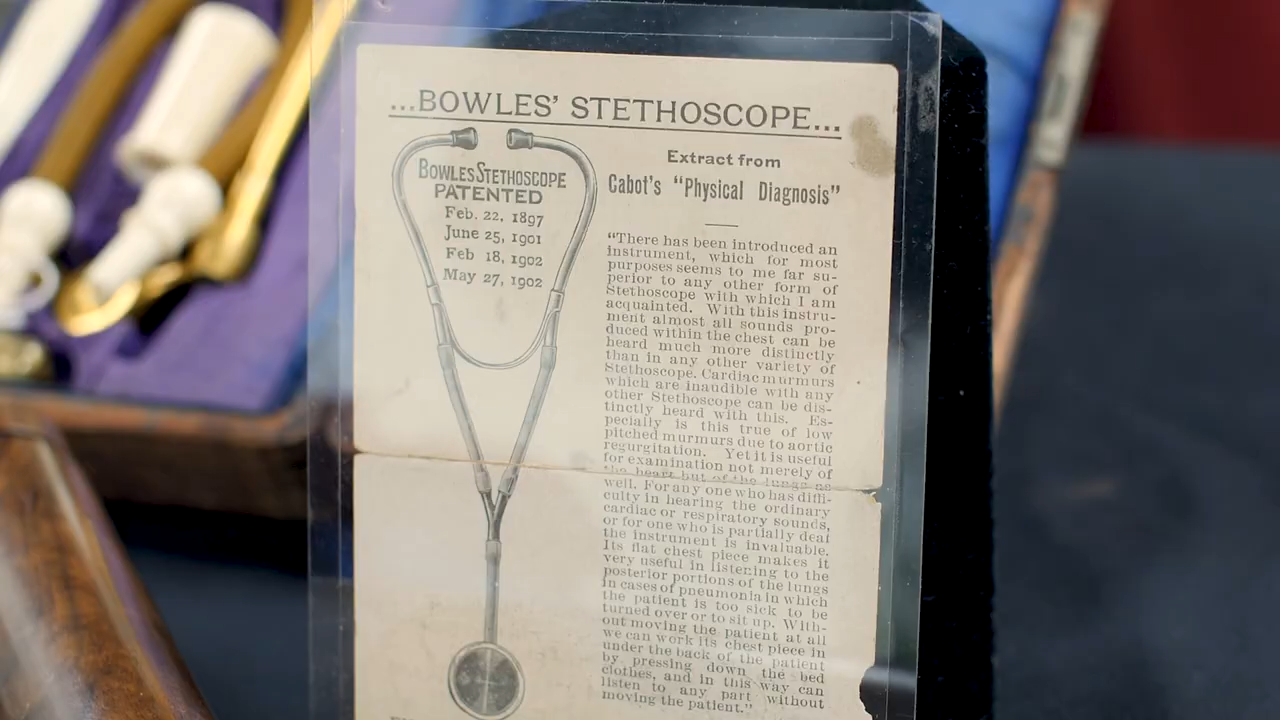 ...BOWLES' STETHOSCOPE...
BOWLES STETHOSCOPE
PATENTED
Feb. 22, 1897
June 25, 1901
Feb 18, 1902
May 27, 1902
Extract from
Cabot's "Physical Diagnosis"
"There has been introduced an
instrument, which for most
purposes seems to me far su-
perior to any other form of
Stethoscope with which I am
acquainted. With this instru-
ment almost all sounds pro-
duced within the chest can be
heard much more distinctly
than in any other variety of
Stethoscope. Cardiac murmurs
which are inaudible with any
other Stethoscope can be dis-
tinctly heard with this. Es-
pecially is this true of low
pitched murmurs due to aortic
regurgitation. Yet it is useful
for examination not merely of
the heart but of the lungs as
well. For any one who has diffi-
culty in hearing the ordinary
cardiac or respiratory sounds,
or for one who is partially deaf
the instrument is invaluable.
Its flat chest piece makes it
very useful in listening to the
posterior portions of the lungs
in cases of pneumonia in which
the patient is too sick to be
turned over or to sit up. With-
out moving the patient at all
we can work its chest piece in
under the back of the patient
by pressing down the bed
clothes, and in this way can
listen to any part without
moving the patient."